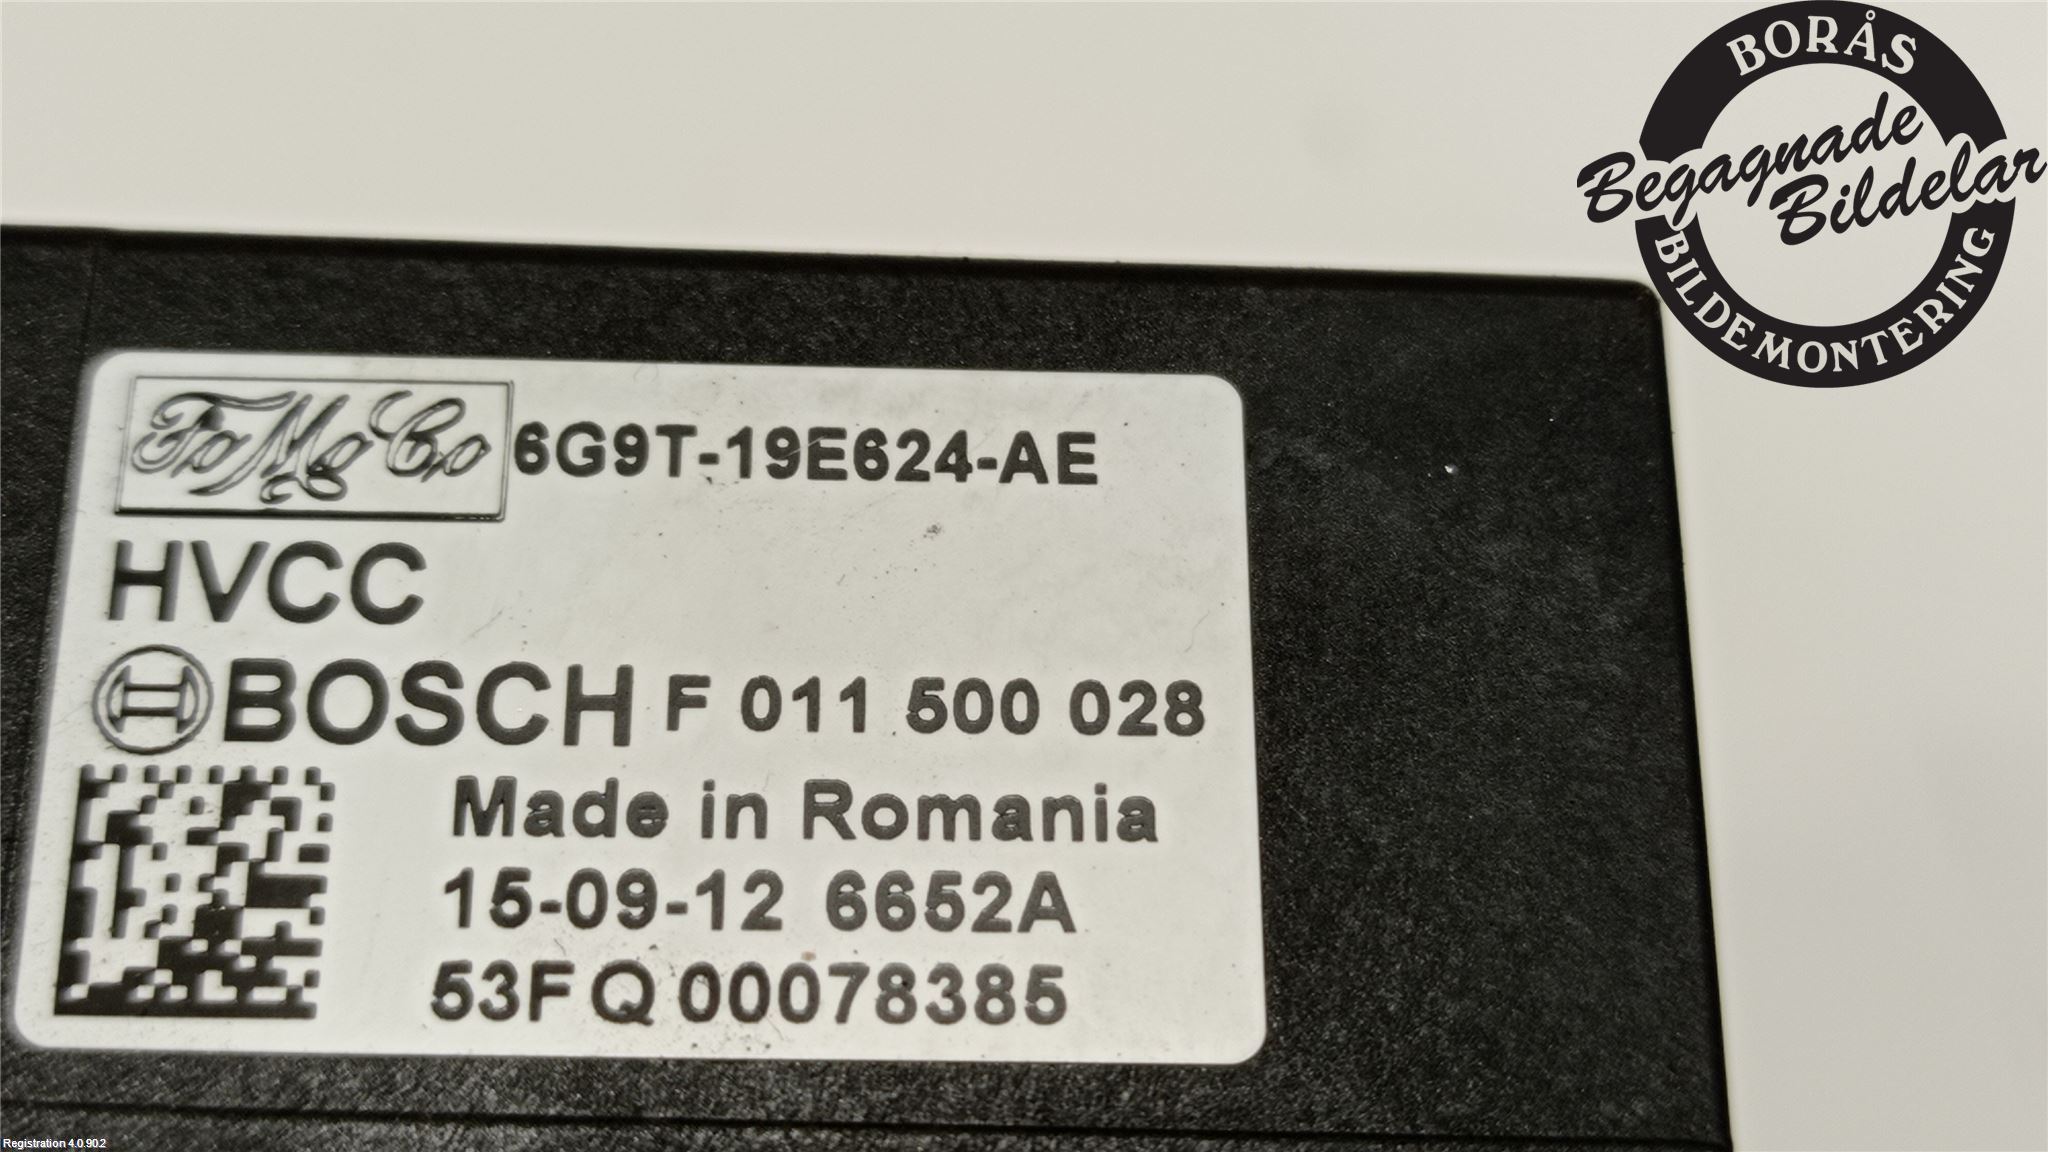 BORÅS
Begagnade
Bildelar
BILDEMONTERING
FoMoCo 6G9T-19E624-AE
HVCC
BOSCH F 011 500 028
Made in Romania
15-09-12 6652A
53F Q 00078385
Registration 4.0.90.2